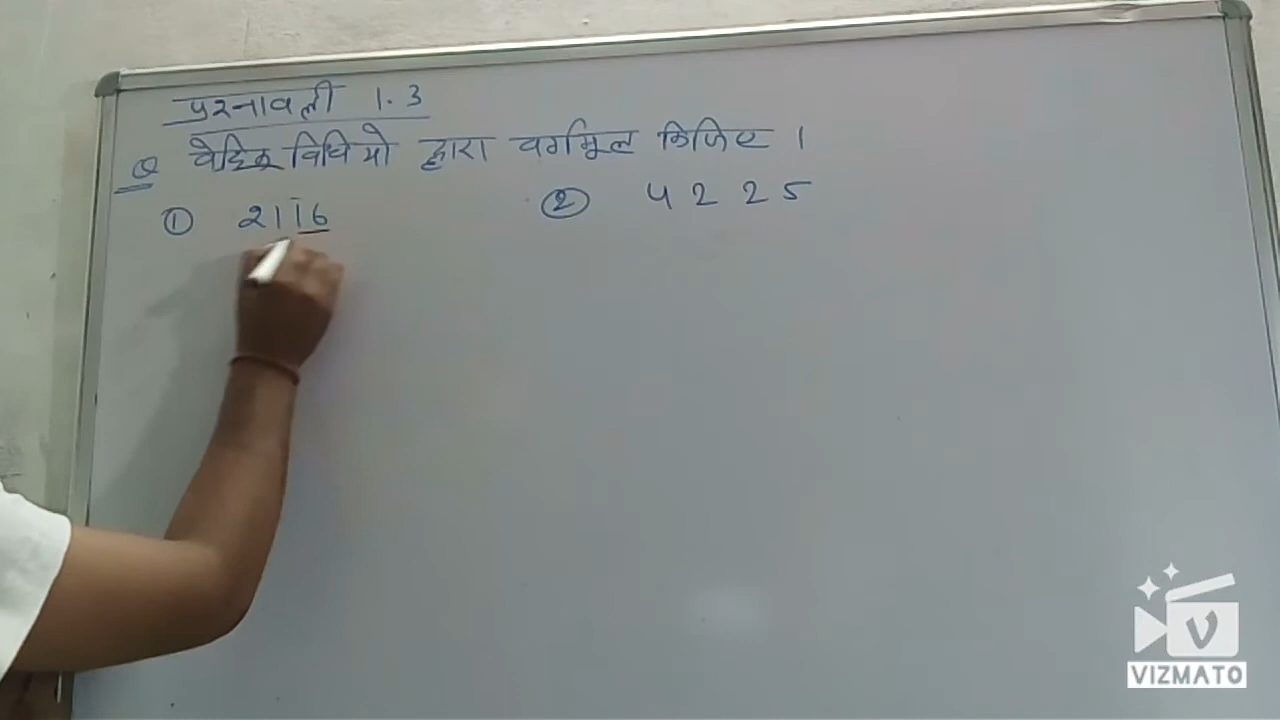 प्रश्नावली 1.3
Q वैदिक विधियो द्वारा वर्गमूल किजिए ।
① 2116 ② 4225
VIZMATO